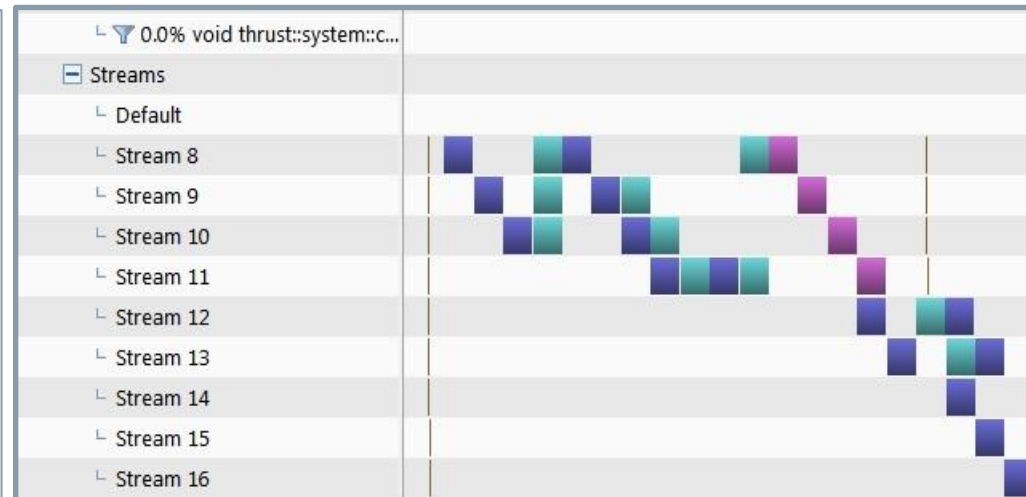 0.0% void thrust::system::c...
Streams
Default
Stream 8
Stream 9
Stream 10
Stream 11
Stream 12
Stream 13
Stream 14
Stream 15
Stream 16